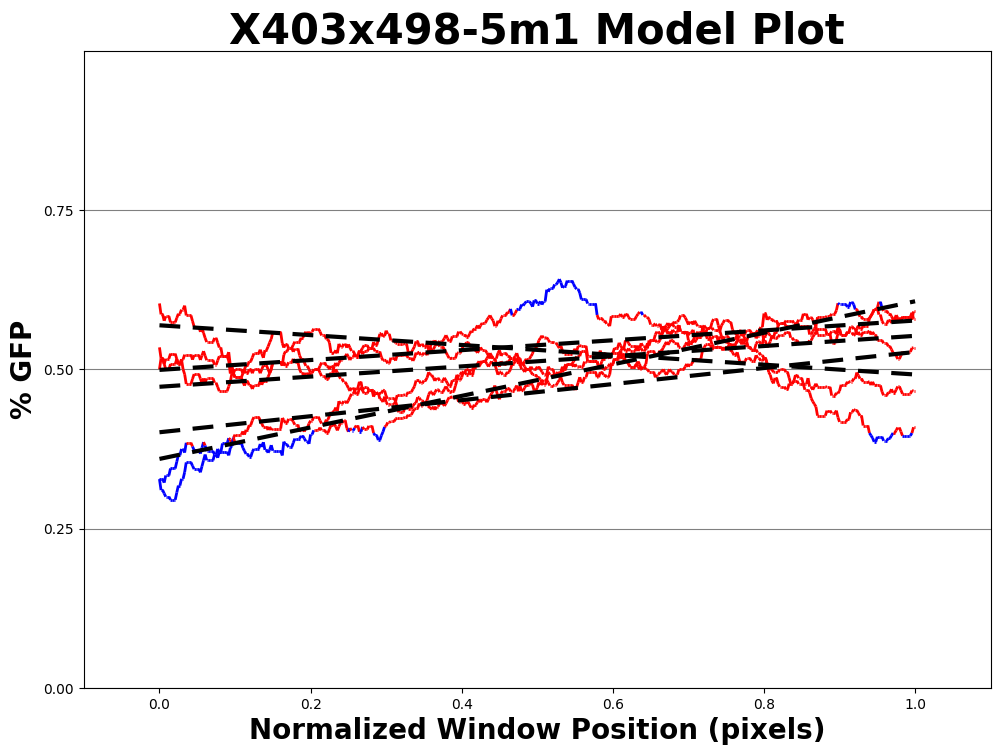 X403x498-5m1 Model Plot
% GFP
0.75
0.50
0.25
0.00
0.0 0.2 0.4 0.6 0.8 1.0
Normalized Window Position (pixels)